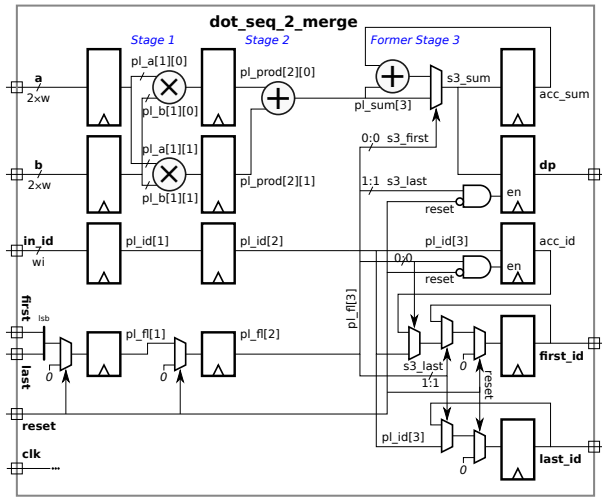 dot_seq_2_merge
Stage 1
Stage 2
Former Stage 3
a
2×w
pl_a[1][0]
pl_b[1][0]
pl_prod[2][0]
pl_sum[3]
s3_sum
acc_sum
0:0 s3_first
b
2×w
pl_a[1][1]
pl_b[1][1]
pl_prod[2][1]
1:1 s3_last
reset
en
dp
in_id
wi
pl_id[1]
pl_id[2]
pl_id[3]
acc_id
0:0
reset
en
pl_fl[3]
first
lsb
last
0
pl_fl[1]
0
pl_fl[2]
s3_last
1:1
0
reset
first_id
reset
pl_id[3]
0
last_id
clk
...